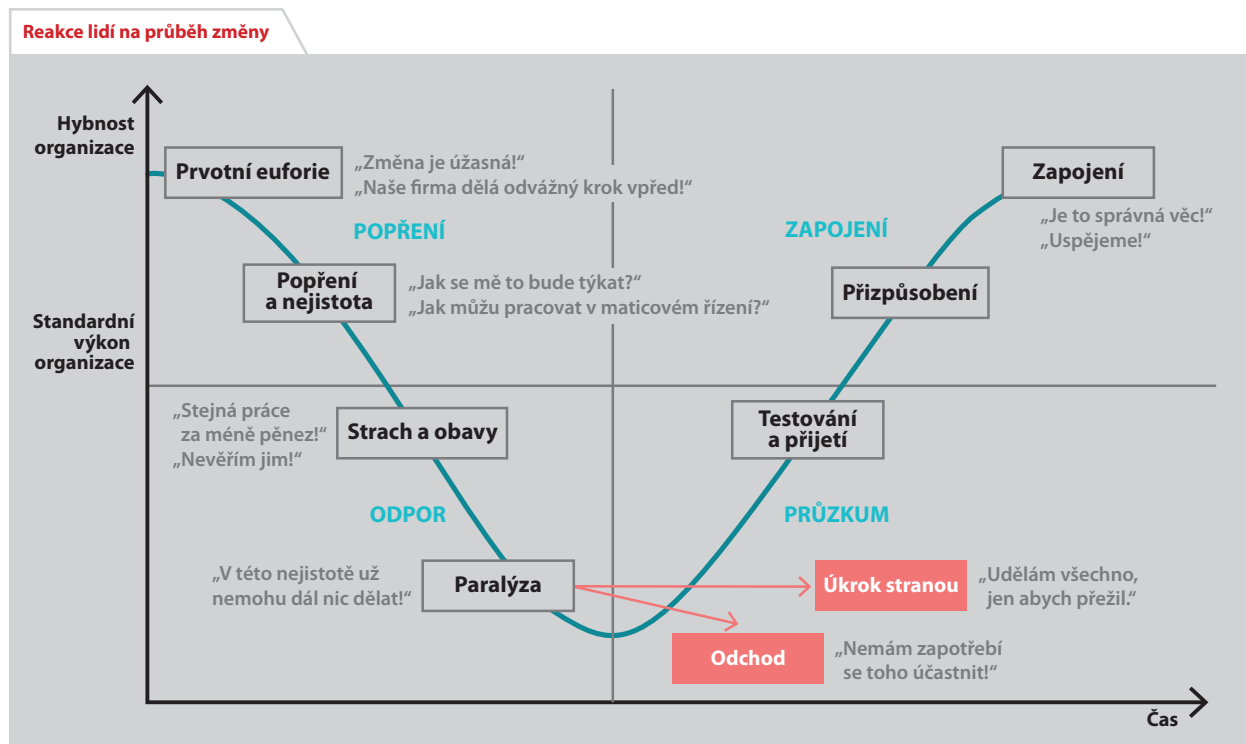 Reakce lidí na průběh změny
Hybnost
organizace
Prvotní euforie
„Změna je úžasná!“
„Naše firma dělá odvážný krok vpřed!“
POPŘENÍ
Popření
a nejistota
„Jak se mě to bude týkat?“
„Jak můžu pracovat v maticovém řízení?“
Standardní
výkon
organizace
„Stejná práce
za méně pěnez!“
„Nevěřím jim!“
Strach a obavy
ODPOR
„V této nejistotě už
nemohu dál nic dělat!“
Paralýza
Zapojení
„Je to správná věc!“
„Uspějeme!“
ZAPOJENÍ
Přizpůsobení
Testování
a přijetí
PRŮZKUM
Úkrok stranou
„Udělám všechno,
jen abych přežil.“
Odchod
„Nemám zapotřebí
se toho účastnit!“
Čas